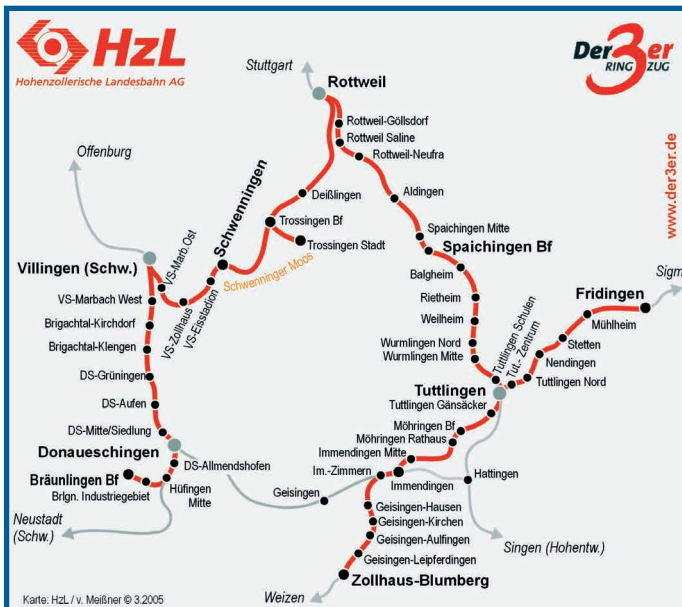 HzL
Hohenzollerische Landesbahn AG
Der 3er
RING ZUG
www.der3er.de
Stuttgart
Rottweil
Rottweil-Göllsdorf
Rottweil Saline
Rottweil-Neufra
Offenburg
Deißlingen
Aldingen
Schwenningen
Trossingen Bf
Trossingen Stadt
Spaichingen Mitte
Spaichingen Bf
VS-Marb.Ost
Villingen (Schw.)
Schwenninger Moos
Balgheim
VS-Eisstadion
VS-Zollhaus
VS-Marbach West
Rietheim
Sigm
Fridingen
Brigachtal-Kirchdorf
Weilheim
Mühlheim
Brigachtal-Klengen
Wurmlingen Nord
Wurmlingen Mitte
Tuttlingen Schulen
Tut.- Zentrum
Stetten
Nendingen
DS-Grüningen
Tuttlingen
Tuttlingen Nord
DS-Aufen
Tuttlingen Gänsäcker
DS-Mitte/Siedlung
Möhringen Bf
Möhringen Rathaus
Donaueschingen
Immendingen Mitte
DS-Allmendshofen
Im.-Zimmern
Hattingen
Bräunlingen Bf
Immendingen
Brlgn. Industriegebiet
Hüfingen
Mitte
Geisingen
Geisingen-Hausen
Neustadt
(Schw.)
Geisingen-Kirchen
Geisingen-Aulfingen
Singen (Hohentw.)
Geisingen-Leipferdingen
Zollhaus-Blumberg
Weizen
Karte: HzL / v. Meißner © 3.2005